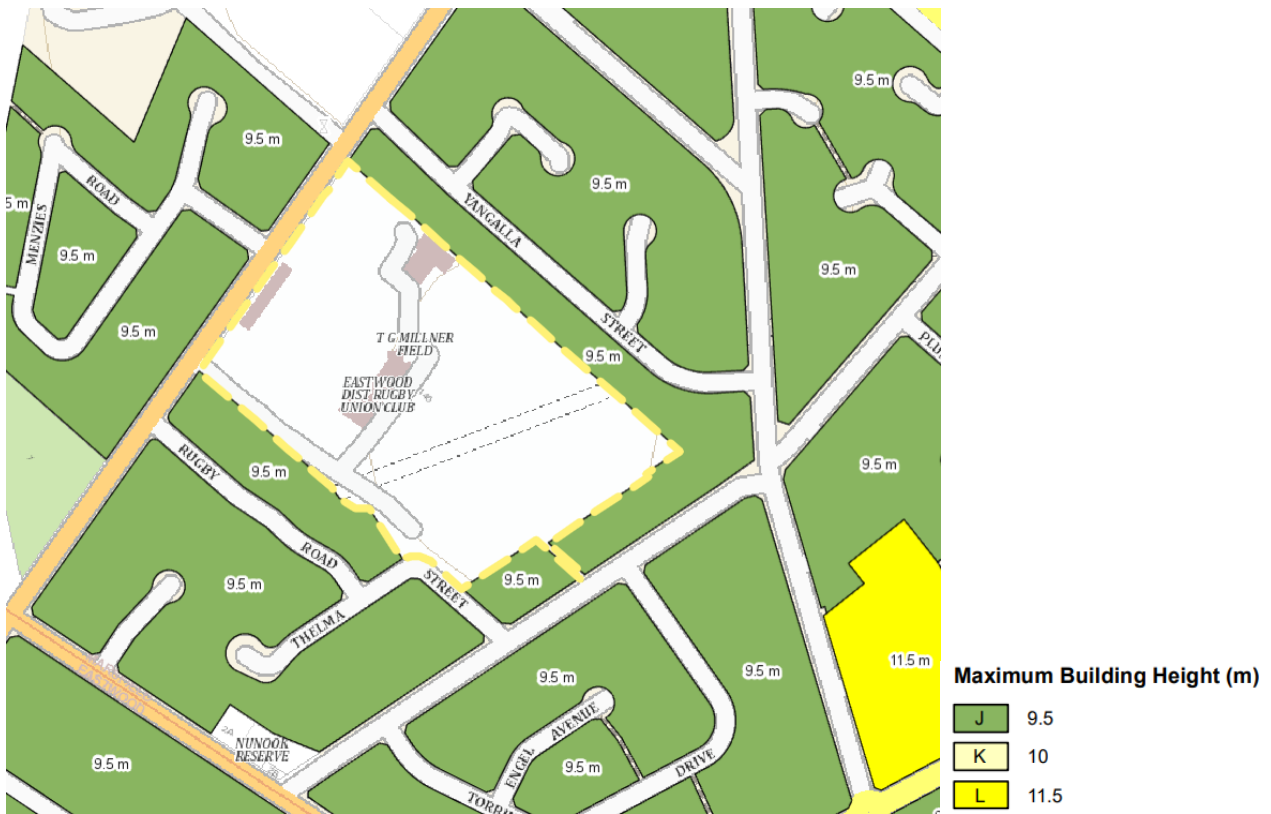 9.5 m
9.5 m
9.5 m
5 m
ROAD
MENZIES
9.5 m
9.5 m
YANGALLA
STREET
9.5 m
9.5 m
9.5 m
T G MILLNER
FIELD
EASTWOOD
DIST RUGBY
UNION CLUB
RUGBY
ROAD
9.5 m
9.5 m
9.5 m
THELMA
STREET
9.5 m
11.5 m
9.5 m
9.5 m
EASTWOOD
2A
NUNOOK
RESERVE
9.5 m
ENGEL
AVENUE
9.5 m
DRIVE
Maximum Building Height (m)
J 9.5
K 10
L 11.5